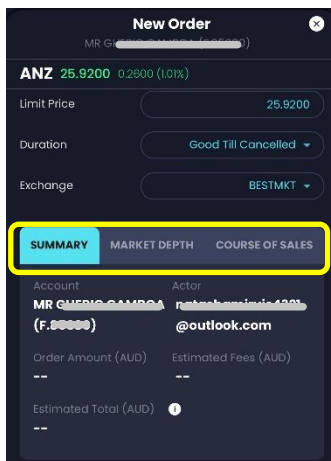 New Order
MR
ANZ 25.9200 0.2600 (1.01%)
Limit Price 25.9200
Duration Good Till Cancelled
Exchange BESTMKT
SUMMARY MARKET DEPTH COURSE OF SALES
Account Actor
MR
(F. @outlook.com
Order Amount (AUD) Estimated Fees (AUD)
-- --
Estimated Total (AUD) i
--